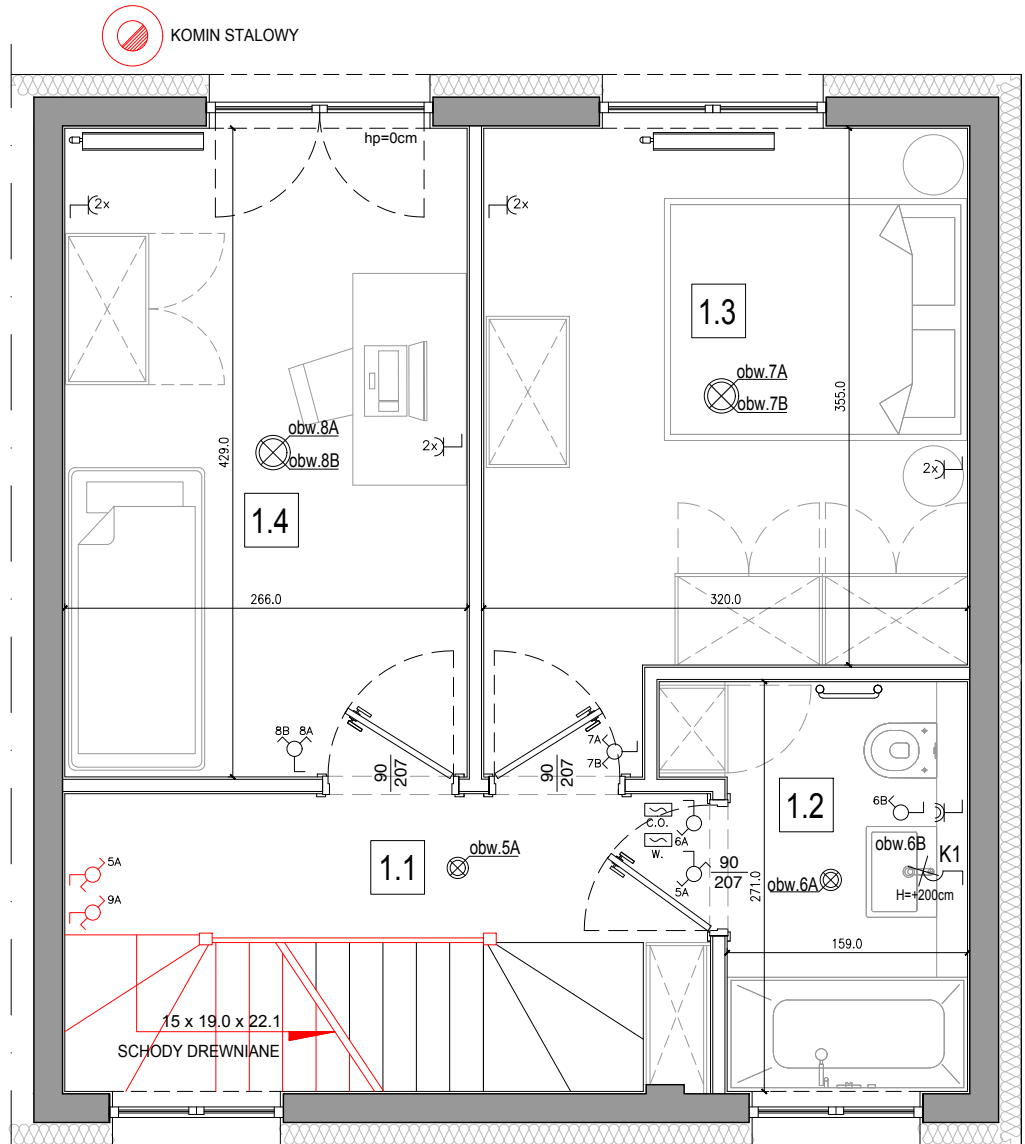 KOMIN STALOWY
hp=0cm
2x
2x
1.3
obw.7A
obw.7B
355.0
obw.8A
obw.8B
429.0
2x
2x
1.4
266.0
320.0
8B 8A
7A
7B
90
207
90
207
C.O.
6A
W.
5A
90
207
1.2
6B
obw.6B
K1
H=+200cm
obw.6A
271.0
159.0
1.1
obw.5A
5A
9A
15 x 19.0 x 22.1
SCHODY DREWNIANE